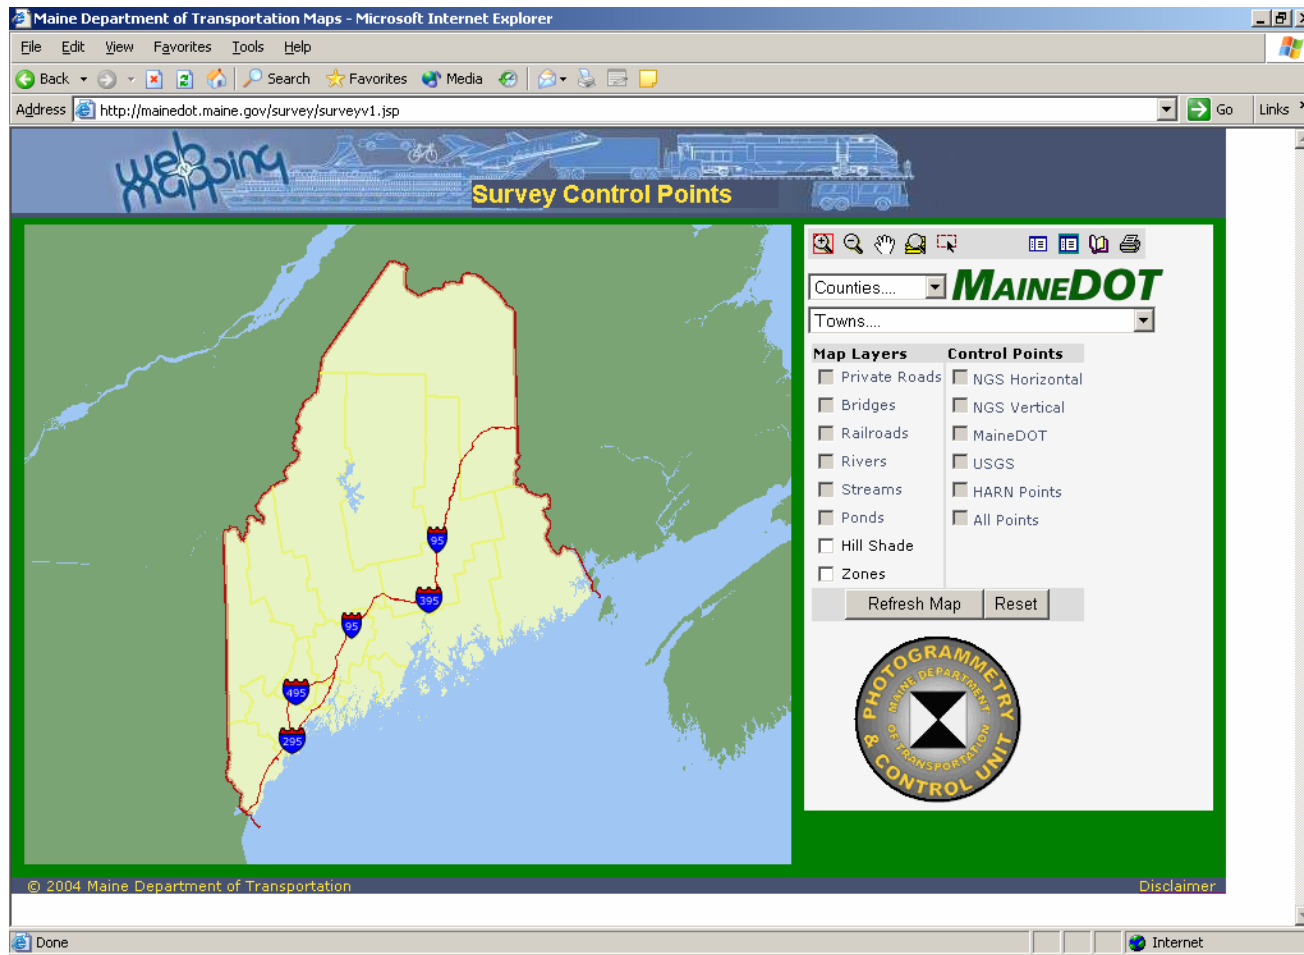 Maine Department of Transportation Maps - Microsoft Internet Explorer
File Edit View Favorites Tools Help
Back Search Favorites Media
Address http://mainedot.maine.gov/survey/surveyv1.jsp Go Links
web mapping
N
Survey Control Points
Counties.... MAINEDOT
Towns....
Map Layers Control Points
Private Roads NGS Horizontal
Bridges NGS Vertical
Railroads MaineDOT
Rivers USGS
Streams HARN Points
Ponds All Points
Hill Shade
Zones
Refresh Map Reset
95
395
95
495
295
PHOTOGRAMMETRY & CONTROL UNIT
MAINE DEPARTMENT OF TRANSPORTATION
© 2004 Maine Department of Transportation Disclaimer
Done Internet